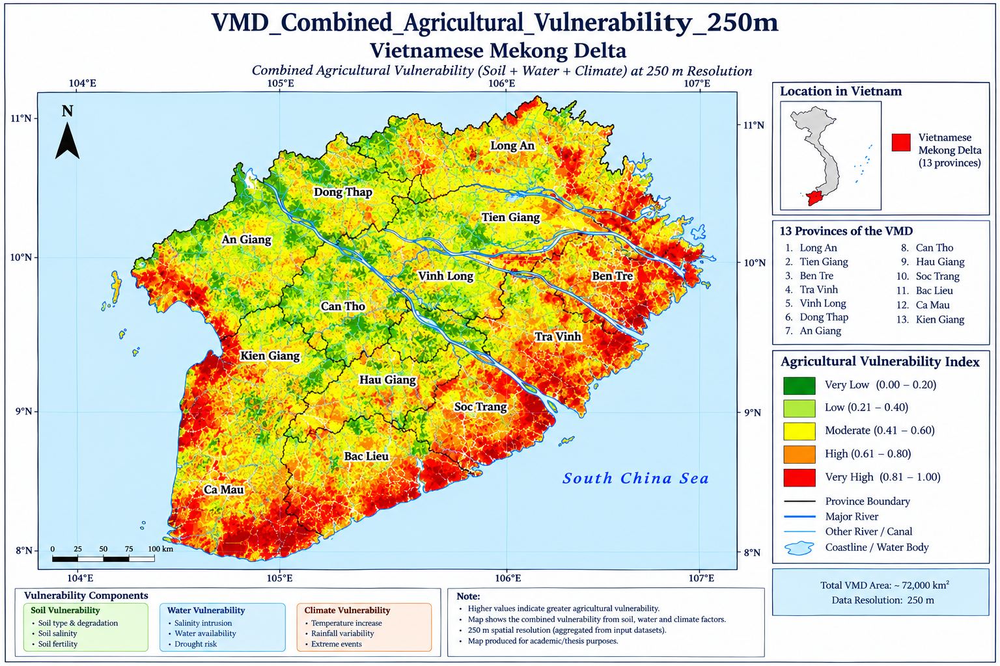 VMD_Combined_Agricultural_Vulnerability_250m
Vietnamese Mekong Delta
Combined Agricultural Vulnerability (Soil + Water + Climate) at 250 m Resolution
104°E
105°E
106°E
107°E
11°N
10°N
9°N
8°N
11°N
10°N
9°N
8°N
104°E
105°E
106°E
107°E
N
Long An
Dong Thap
Tien Giang
An Giang
Vinh Long
Ben Tre
Can Tho
Tra Vinh
Kien Giang
Hau Giang
Soc Trang
Bac Lieu
Ca Mau
South China Sea
0 25 50 75 100 km
Location in Vietnam
Vietnamese
Mekong Delta
(13 provinces)
13 Provinces of the VMD
1. Long An
2. Tien Giang
3. Ben Tre
4. Tra Vinh
5. Vinh Long
6. Dong Thap
7. An Giang
8. Can Tho
9. Hau Giang
10. Soc Trang
11. Bac Lieu
12. Ca Mau
13. Kien Giang
Agricultural Vulnerability Index
Very Low (0.00 – 0.20)
Low (0.21 – 0.40)
Moderate (0.41 – 0.60)
High (0.61 – 0.80)
Very High (0.81 – 1.00)
Province Boundary
Major River
Other River / Canal
Coastline / Water Body
Total VMD Area: ~ 72,000 km²
Data Resolution: 250 m
Vulnerability Components
Soil Vulnerability
• Soil type & degradation
• Soil salinity
• Soil fertility
Water Vulnerability
• Salinity intrusion
• Water availability
• Drought risk
Climate Vulnerability
• Temperature increase
• Rainfall variability
• Extreme events
Note:
• Higher values indicate greater agricultural vulnerability.
• Map shows the combined vulnerability from soil, water and climate factors.
• 250 m spatial resolution (aggregated from input datasets).
• Map produced for academic/thesis purposes.